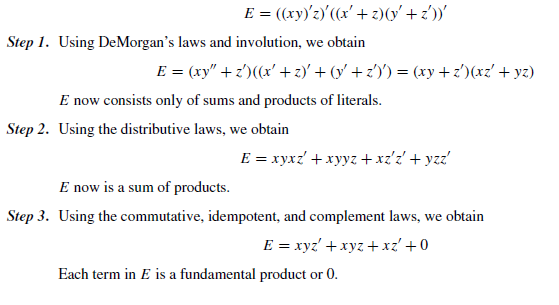 E = ((xy)′z)′((x′ + z)(y′ + z′))′
Step 1. Using DeMorgan's laws and involution, we obtain
E = (xy″ + z′)((x′ + z)′ + (y′ + z′)′) = (xy + z′)(xz′ + yz)
E now consists only of sums and products of literals.
Step 2. Using the distributive laws, we obtain
E = xyxz′ + xyyz + xz′z′ + yzz′
E now is a sum of products.
Step 3. Using the commutative, idempotent, and complement laws, we obtain
E = xyz′ + xyz + xz′ + 0
Each term in E is a fundamental product or 0.